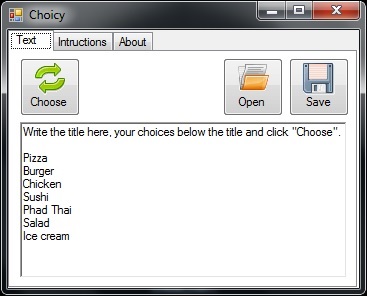 Choicy
Text
Intructions
About
Choose
Open
Save
Write the title here, your choices below the title and click "Choose".
Pizza
Burger
Chicken
Sushi
Phad Thai
Salad
Ice cream